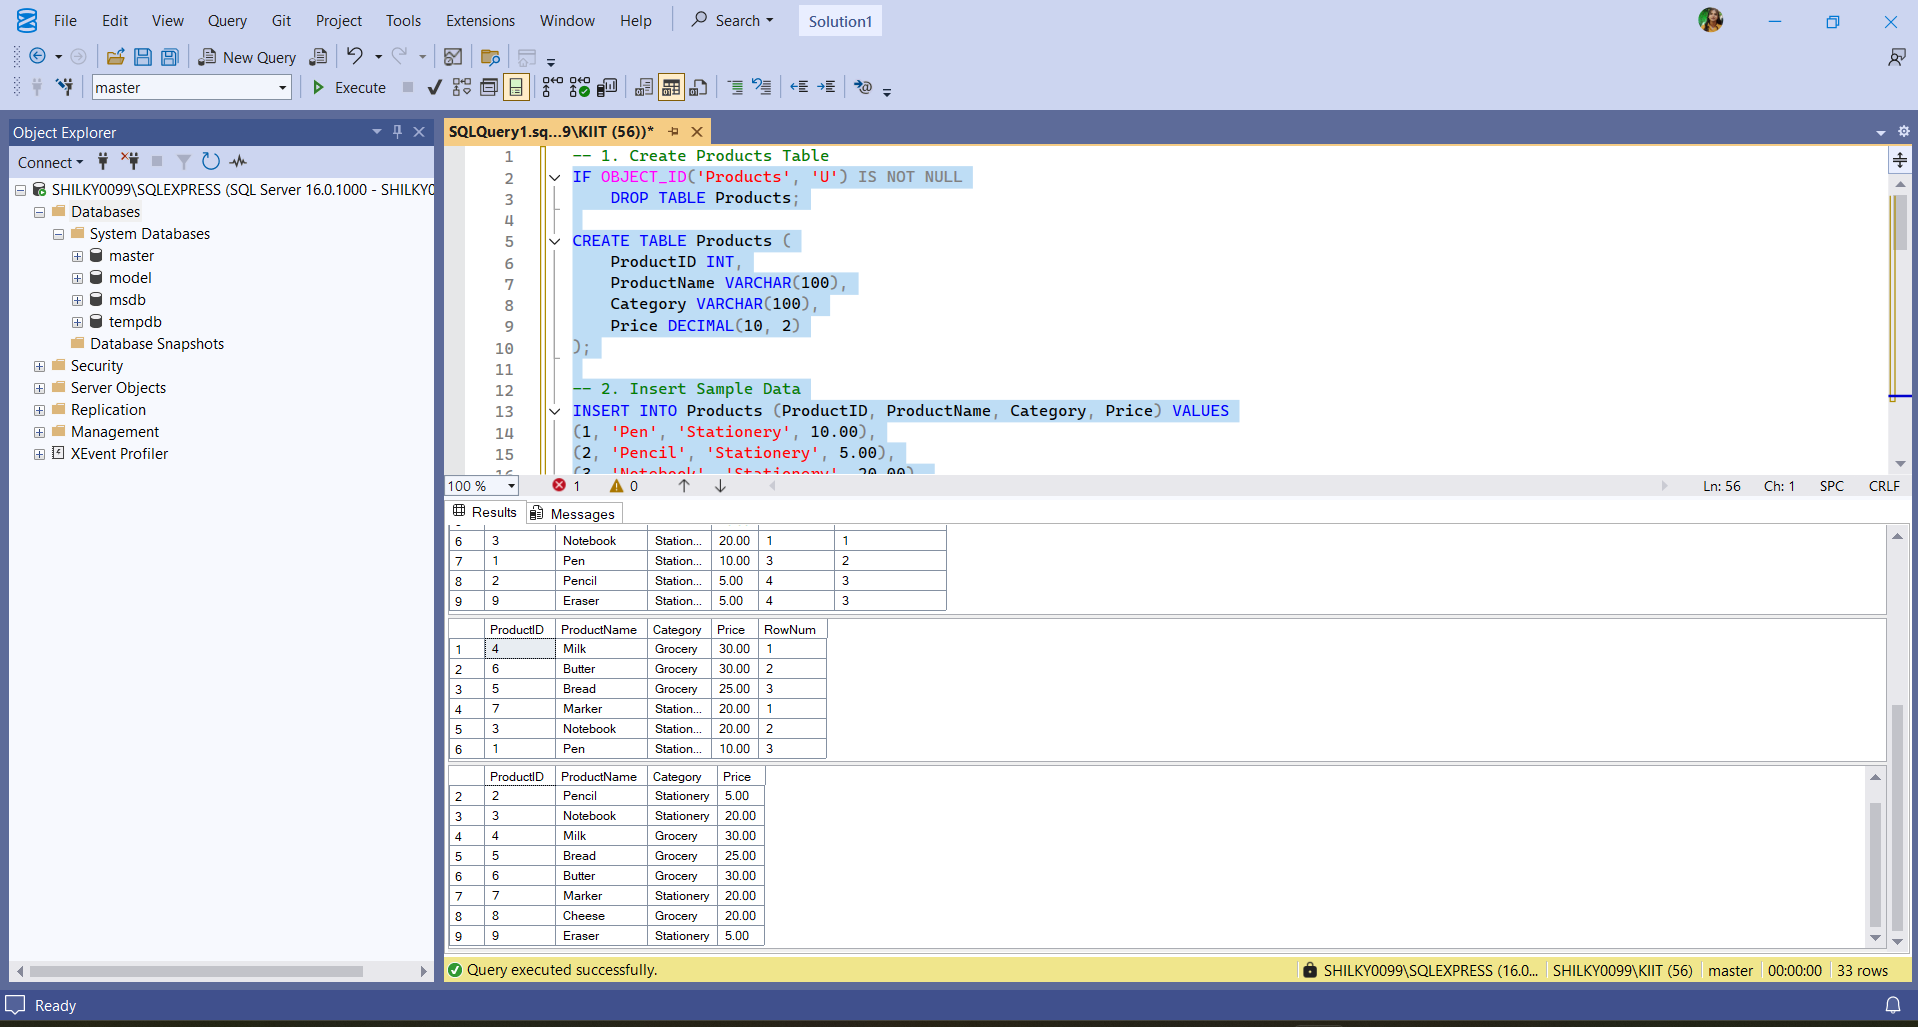 File Edit View Query Git Project Tools Extensions Window Help Search Solution1
New Query
master Execute
Object Explorer
Connect
SHILKY0099\SQLEXPRESS (SQL Server 16.0.1000 - SHILKY0
Databases
System Databases
master
model
msdb
tempdb
Database Snapshots
Security
Server Objects
Replication
Management
XEvent Profiler
SQLQuery1.sq...9\KIIT (56))*
1 -- 1. Create Products Table
2 IF OBJECT_ID('Products', 'U') IS NOT NULL
3 DROP TABLE Products;
4
5 CREATE TABLE Products (
6 ProductID INT,
7 ProductName VARCHAR(100),
8 Category VARCHAR(100),
9 Price DECIMAL(10, 2)
10 );
11
12 -- 2. Insert Sample Data
13 INSERT INTO Products (ProductID, ProductName, Category, Price) VALUES
14 (1, 'Pen', 'Stationery', 10.00),
15 (2, 'Pencil', 'Stationery', 5.00),
16 (3, 'Notebook', 'Stationery', 20.00)
100 % 1 0 Ln: 56 Ch: 1 SPC CRLF
Results Messages
6 3 Notebook Station... 20.00 1 1
7 1 Pen Station... 10.00 3 2
8 2 Pencil Station... 5.00 4 3
9 9 Eraser Station... 5.00 4 3
ProductID ProductName Category Price RowNum
1 4 Milk Grocery 30.00 1
2 6 Butter Grocery 30.00 2
3 5 Bread Grocery 25.00 3
4 7 Marker Station... 20.00 1
5 3 Notebook Station... 20.00 2
6 1 Pen Station... 10.00 3
ProductID ProductName Category Price
2 2 Pencil Stationery 5.00
3 3 Notebook Stationery 20.00
4 4 Milk Grocery 30.00
5 5 Bread Grocery 25.00
6 6 Butter Grocery 30.00
7 7 Marker Stationery 20.00
8 8 Cheese Grocery 20.00
9 9 Eraser Stationery 5.00
Query executed successfully. SHILKY0099\SQLEXPRESS (16.0... SHILKY0099\KIIT (56) master 00:00:00 33 rows
Ready